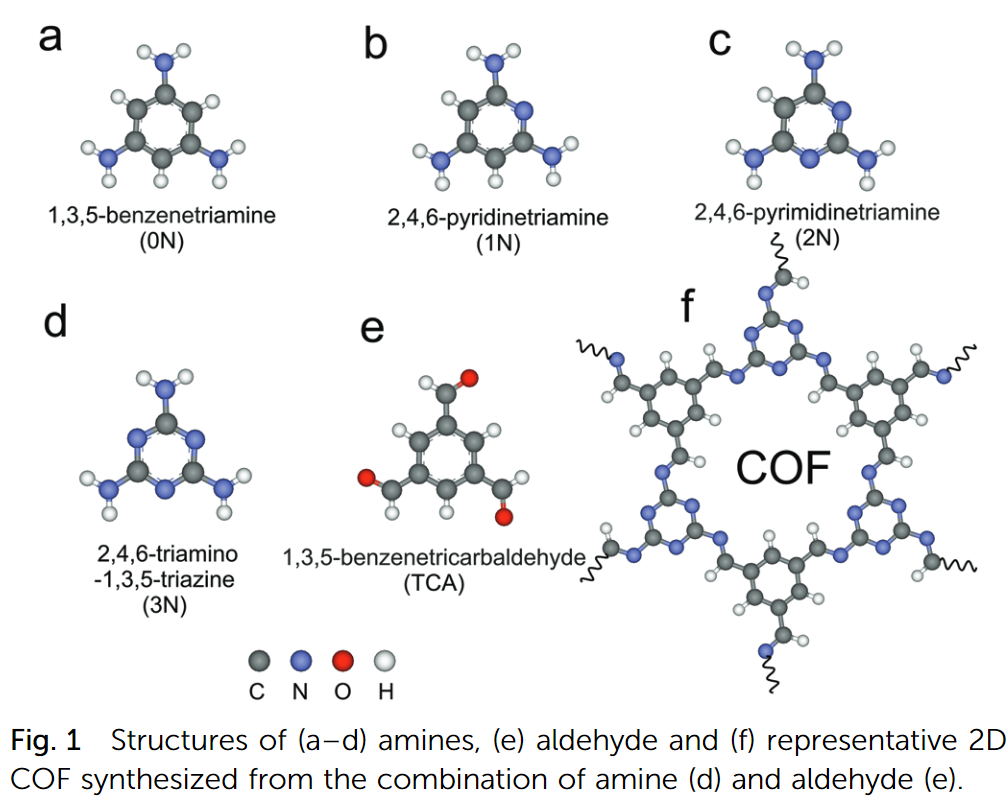 a
b
c
1,3,5-benzenetriamine
(0N)
2,4,6-pyridinetriamine
(1N)
2,4,6-pyrimidinetriamine
(2N)
d
e
f
2,4,6-triamino
-1,3,5-triazine
(3N)
1,3,5-benzenetricarbaldehyde
(TCA)
COF
C N O H
Fig. 1 Structures of (a–d) amines, (e) aldehyde and (f) representative 2D
COF synthesized from the combination of amine (d) and aldehyde (e).